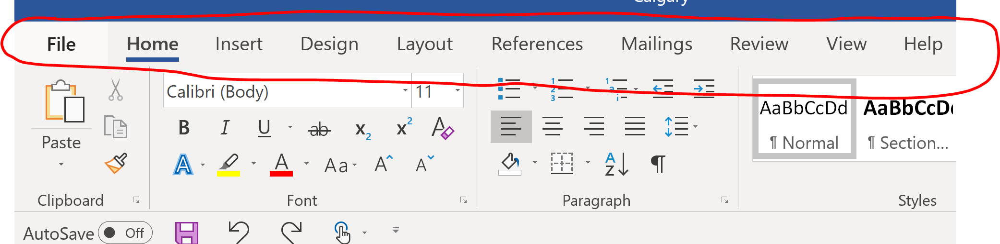 Calgary
File Home Insert Design Layout References Mailings Review View Help
Calibri (Body) 11
B I U ab x₂ x² A
A A Aa A A
AaBbCcDd AaBbCcD
Paste
¶ Normal ¶ Section...
Clipboard Font Paragraph Styles
AutoSave Off